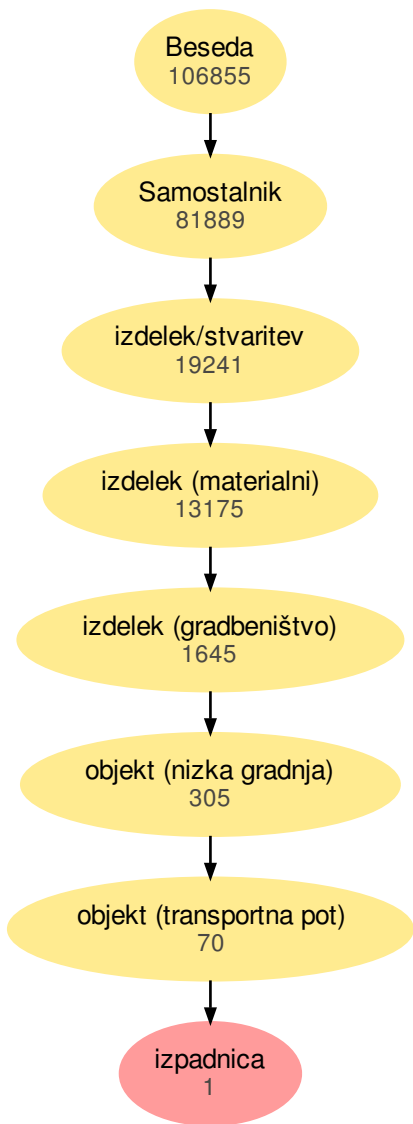 Beseda
106855
Samostalnik
81889
izdelek/stvaritev
19241
izdelek (materialni)
13175
izdelek (gradbeništvo)
1645
objekt (nizka gradnja)
305
objekt (transportna pot)
70
izpadnica
1